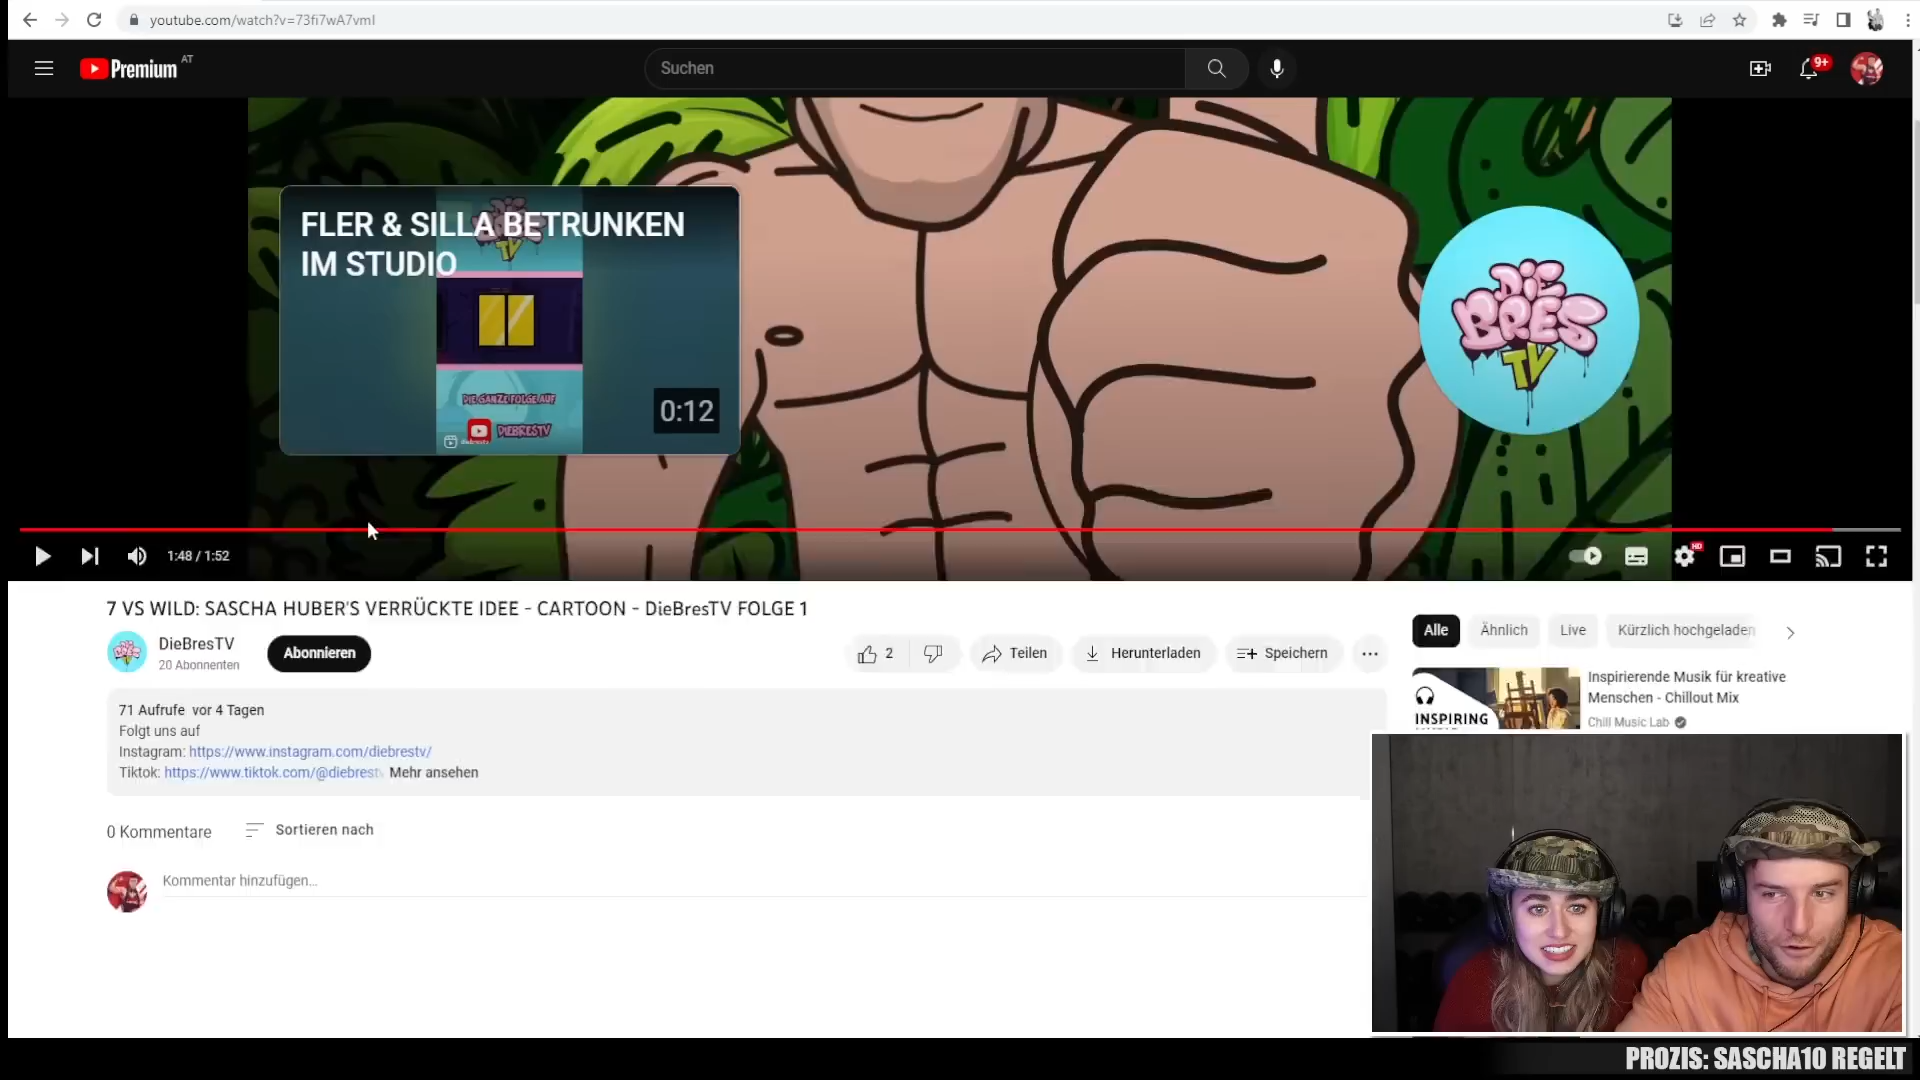 youtube.com/watch?v=73fi7wA7vmI
Premium AT
Suchen
9+
FLER & SILLA BETRUNKEN
IM STUDIO
DIE GANZE FOLGE AUF
DIEBRESTV
0:12
DIE
BRES
TV
1:48 / 1:52
HD
7 VS WILD: SASCHA HUBER'S VERRÜCKTE IDEE - CARTOON - DieBresTV FOLGE 1
DieBresTV
20 Abonnenten
Abonnieren
2
Teilen
Herunterladen
Speichern
71 Aufrufe vor 4 Tagen
Folgt uns auf
Instagram: https://www.instagram.com/diebrestv/
Tiktok: https://www.tiktok.com/@diebrest Mehr ansehen
0 Kommentare
Sortieren nach
Kommentar hinzufügen...
Alle
Ähnlich
Live
Kürzlich hochgeladen
Inspirierende Musik für kreative
Menschen - Chillout Mix
Chill Music Lab
INSPIRING
PROZIS: SASCHA10 REGELT